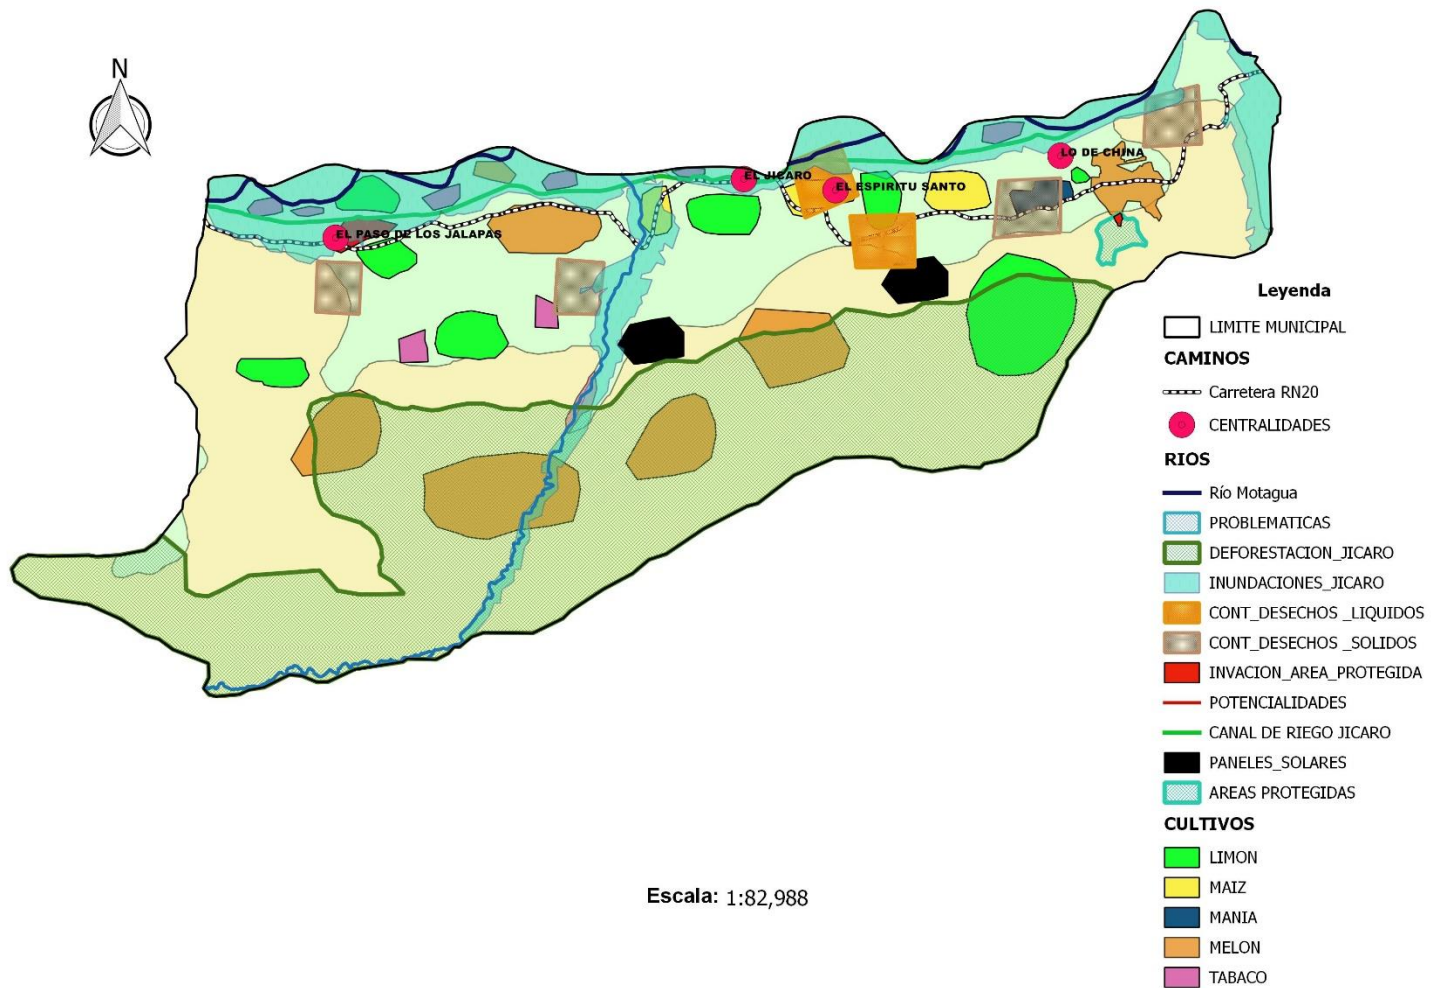 N
LO DE CHINA
EL JICARO
EL ESPIRITU SANTO
EL PASO DE LOS JALAPAS
Leyenda
LIMITE MUNICIPAL
CAMINOS
Carretera RN20
CENTRALIDADES
RIOS
Río Motagua
PROBLEMATICAS
DEFORESTACION_JICARO
INUNDACIONES_JICARO
CONT_DESECHOS _LIQUIDOS
CONT_DESECHOS _SOLIDOS
INVACION_AREA_PROTEGIDA
POTENCIALIDADES
CANAL DE RIEGO JICARO
PANELES_SOLARES
AREAS PROTEGIDAS
CULTIVOS
LIMON
MAIZ
MANIA
MELON
TABACO
Escala: 1:82,988